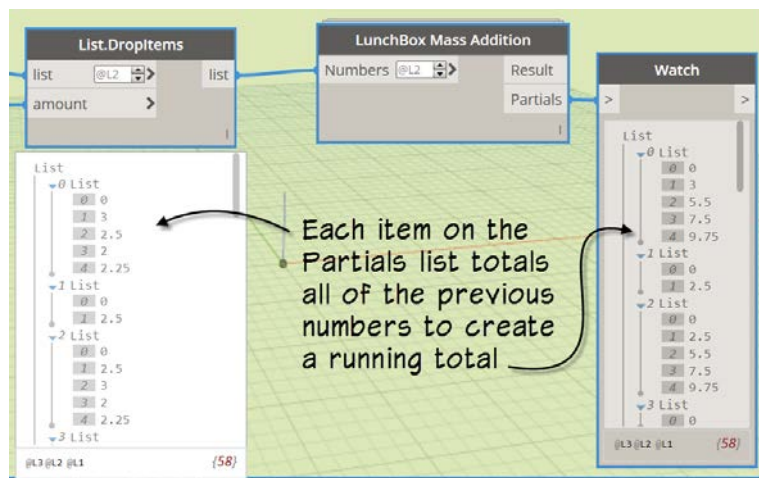 List.DropItems
list @L2 > list
amount >
l
List
0 List
0 0
1 3
2 2.5
3 2
4 2.25
1 List
0 0
1 2.5
2 List
0 0
1 2.5
2 3
3 2
4 2.25
3 List
@L3 @L2 @L1 {58}
LunchBox Mass Addition
Numbers @L2 > Result
Partials
l
Each item on the
Partials list totals
all of the previous
numbers to create
a running total
Watch
> >
List
0 List
0 0
1 3
2 5.5
3 7.5
4 9.75
1 List
0 0
1 2.5
2 List
0 0
1 2.5
2 5.5
3 7.5
4 9.75
3 List
0 0
@L3 @L2 @L1 {58}